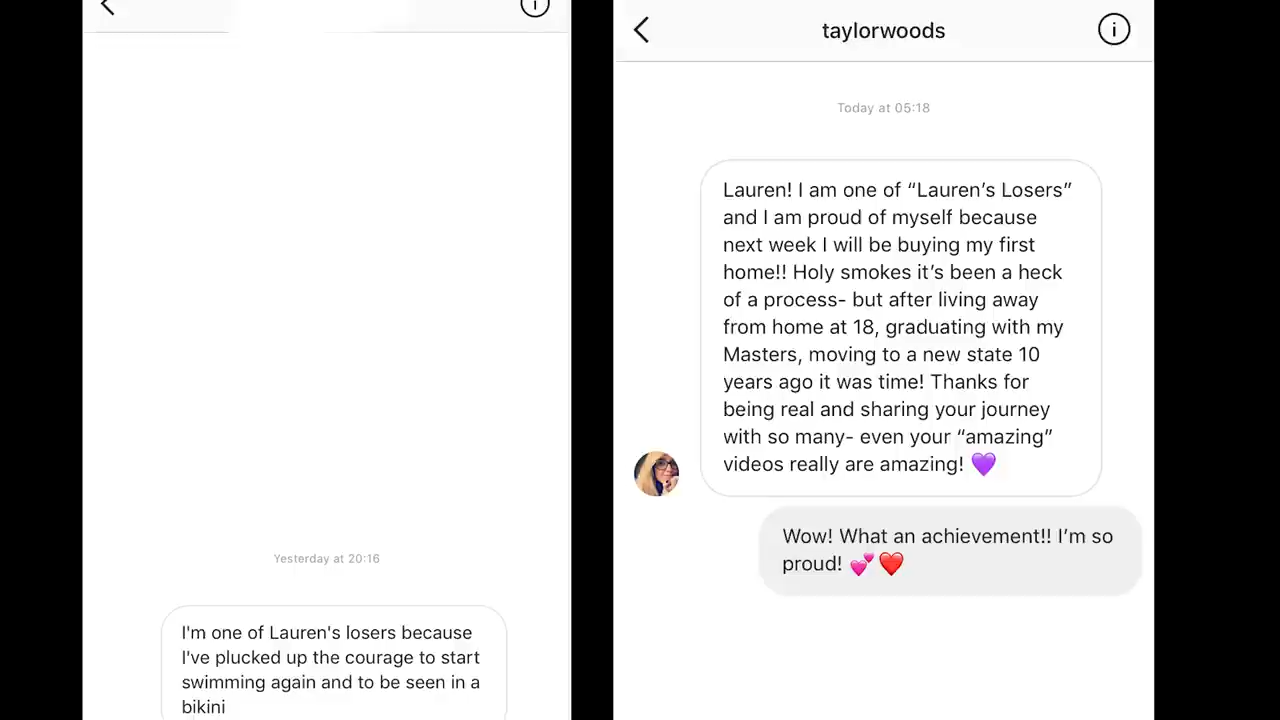 Yesterday at 20:16
I'm one of Lauren's losers because
I've plucked up the courage to start
swimming again and to be seen in a
bikini
taylorwoods
Today at 05:18
Lauren! I am one of “Lauren’s Losers”
and I am proud of myself because
next week I will be buying my first
home!! Holy smokes it’s been a heck
of a process- but after living away
from home at 18, graduating with my
Masters, moving to a new state 10
years ago it was time! Thanks for
being real and sharing your journey
with so many- even your “amazing”
videos really are amazing! 💜
Wow! What an achievement!! I’m so
proud! 💕❤️